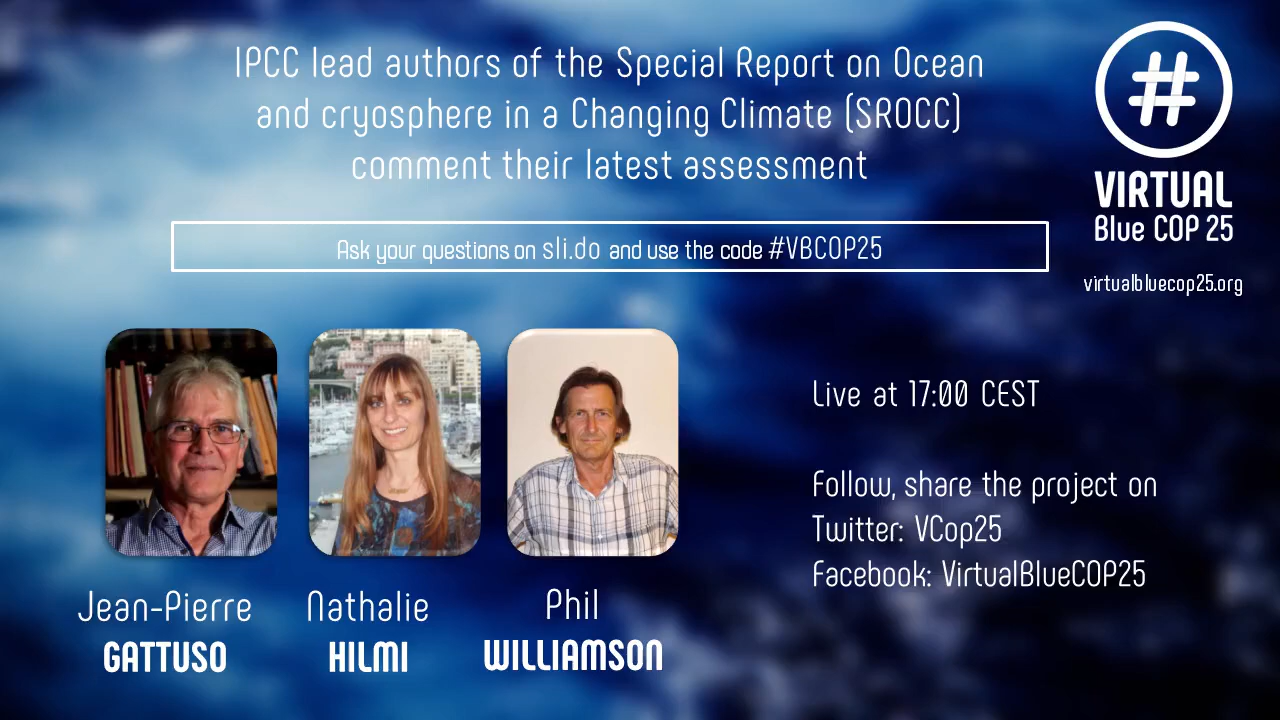 IPCC lead authors of the Special Report on Ocean
and cryosphere in a Changing Climate (SROCC)
comment their latest assessment
#
VIRTUAL
Blue COP 25
virtualbluecop25.org
Ask your questions on sli.do and use the code #VBCOP25
Live at 17:00 CEST
Follow, share the project on
Twitter: VCop25
Facebook: VirtualBlueCOP25
Jean-Pierre
GATTUSO
Nathalie
HILMI
Phil
WILLIAMSON